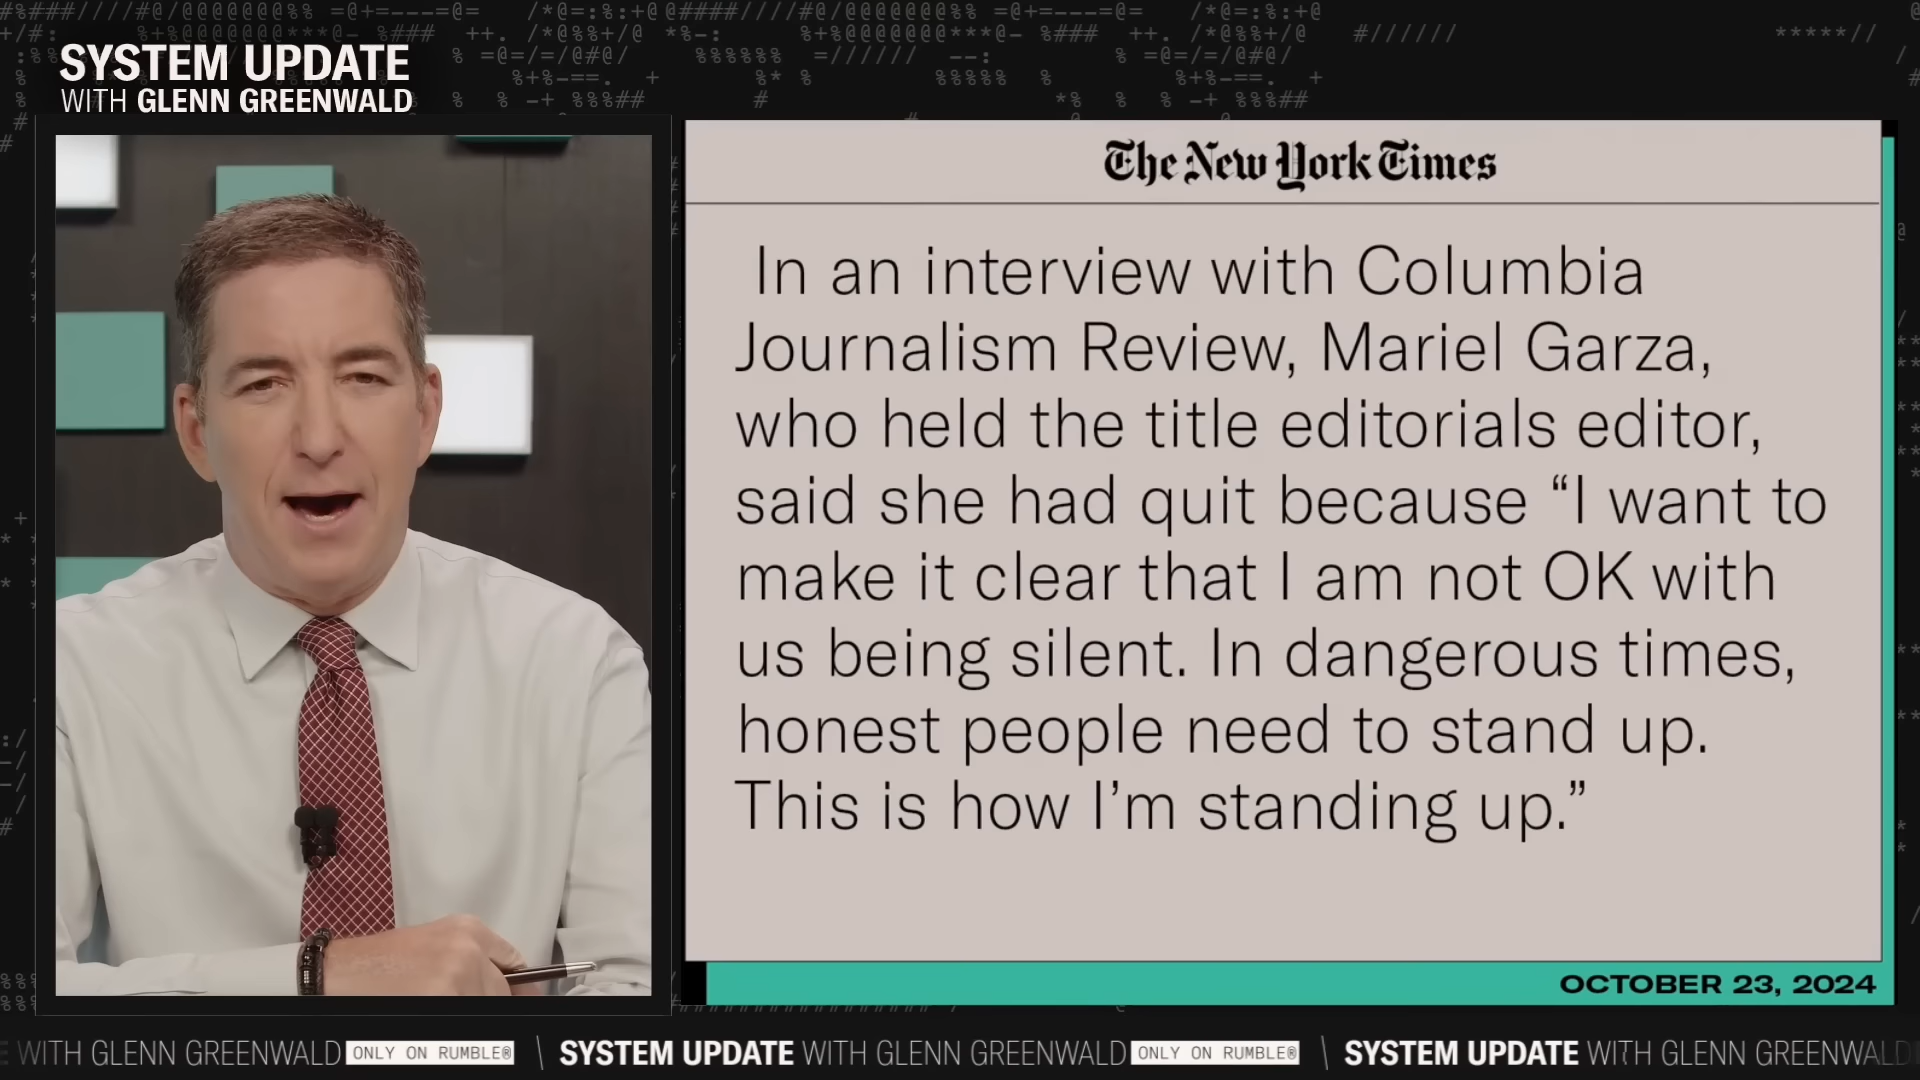 SYSTEM UPDATE
WITH GLENN GREENWALD
The New York Times
In an interview with Columbia
Journalism Review, Mariel Garza,
who held the title editorials editor,
said she had quit because “I want to
make it clear that I am not OK with
us being silent. In dangerous times,
honest people need to stand up.
This is how I’m standing up.”
OCTOBER 23, 2024
WITH GLENN GREENWALD ONLY ON RUMBLE® \ SYSTEM UPDATE WITH GLENN GREENWALD ONLY ON RUMBLE® \ SYSTEM UPDATE WITH GLENN GREENWALD